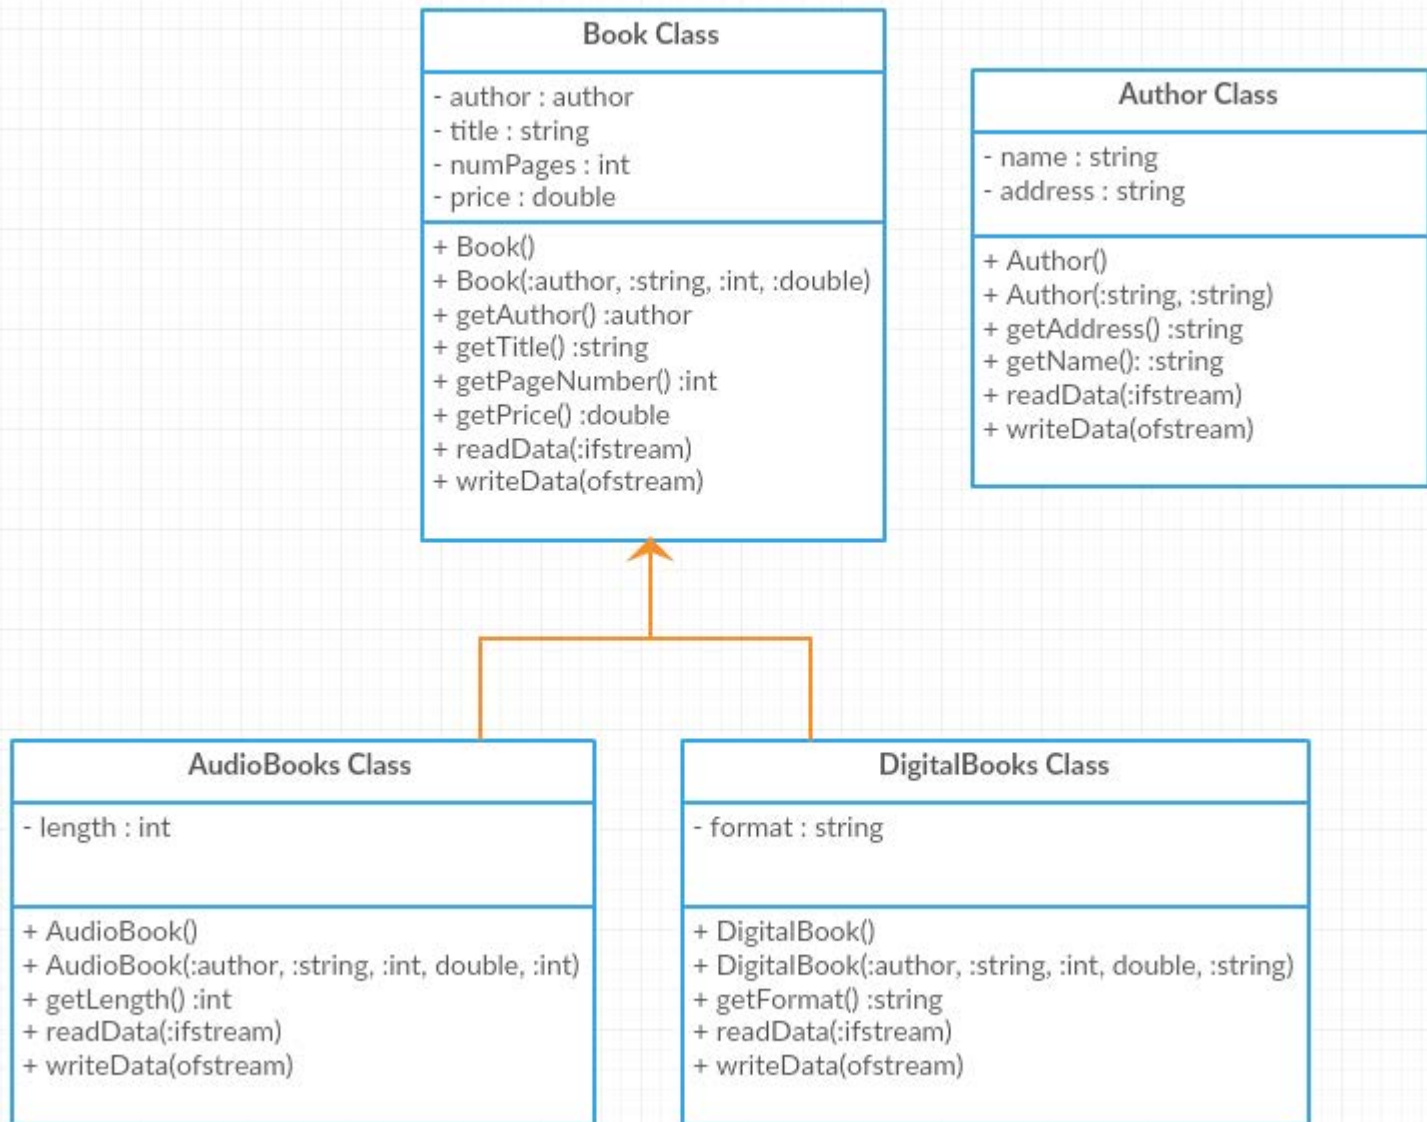 Book Class
- author : author
- title : string
- numPages : int
- price : double
+ Book()
+ Book(:author, :string, :int, :double)
+ getAuthor() :author
+ getTitle() :string
+ getPageNumber() :int
+ getPrice() :double
+ readData(:ifstream)
+ writeData(ofstream)
Author Class
- name : string
- address : string
+ Author()
+ Author(:string, :string)
+ getAddress() :string
+ getName(): :string
+ readData(:ifstream)
+ writeData(ofstream)
AudioBooks Class
- length : int
+ AudioBook()
+ AudioBook(:author, :string, :int, double, :int)
+ getLength() :int
+ readData(:ifstream)
+ writeData(ofstream)
DigitalBooks Class
- format : string
+ DigitalBook()
+ DigitalBook(:author, :string, :int, double, :string)
+ getFormat() :string
+ readData(:ifstream)
+ writeData(ofstream)